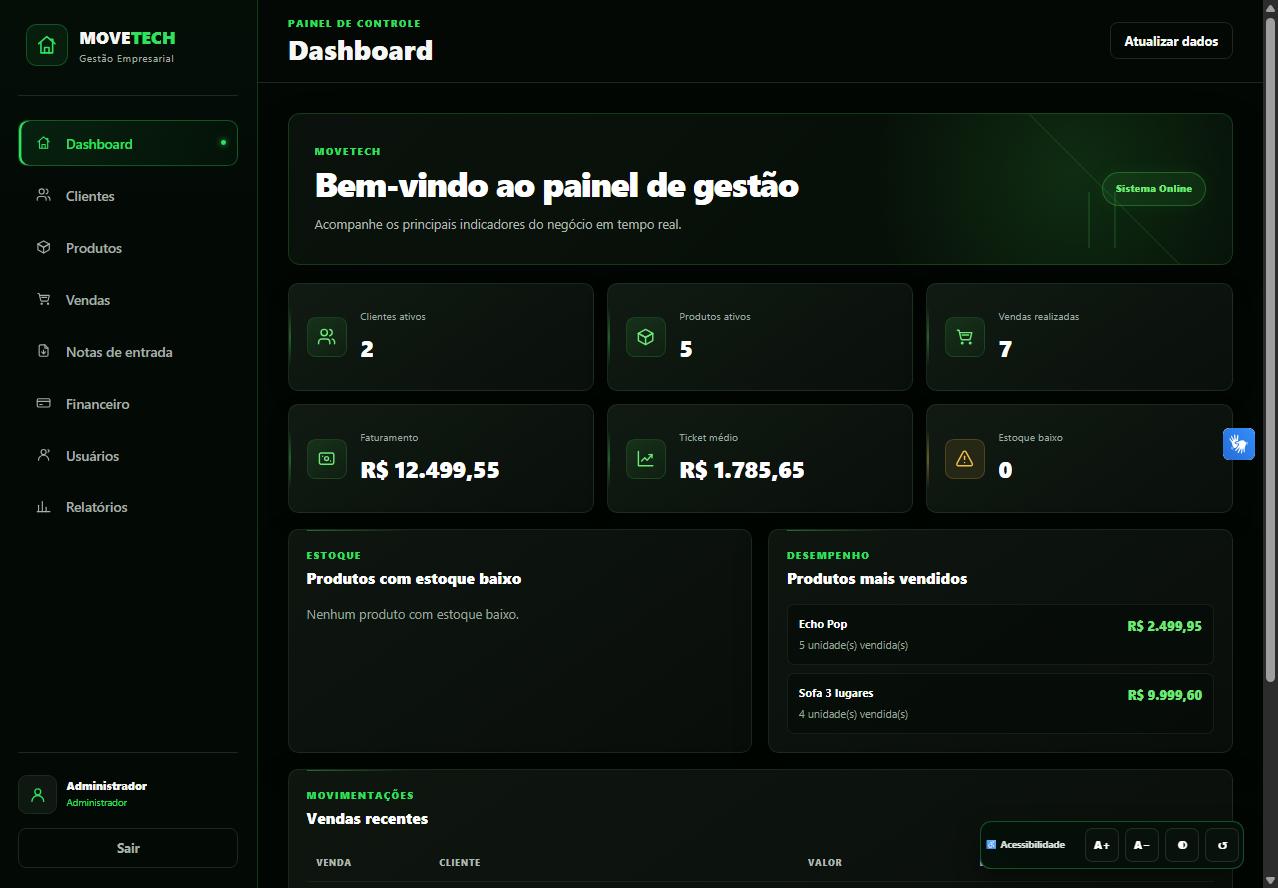 MOVETECH
Gestão Empresarial
Dashboard
Clientes
Produtos
Vendas
Notas de entrada
Financeiro
Usuários
Relatórios
Administrador
Administrador
Sair
PAINEL DE CONTROLE
Dashboard
Atualizar dados
MOVETECH
Bem-vindo ao painel de gestão
Acompanhe os principais indicadores do negócio em tempo real.
Sistema Online
Clientes ativos
2
Produtos ativos
5
Vendas realizadas
7
Faturamento
R$ 12.499,55
Ticket médio
R$ 1.785,65
Estoque baixo
0
ESTOQUE
Produtos com estoque baixo
Nenhum produto com estoque baixo.
DESEMPENHO
Produtos mais vendidos
Echo Pop
R$ 2.499,95
5 unidade(s) vendida(s)
Sofa 3 lugares
R$ 9.999,60
4 unidade(s) vendida(s)
MOVIMENTAÇÕES
Vendas recentes
VENDA CLIENTE VALOR
Acessibilidade A+ A−